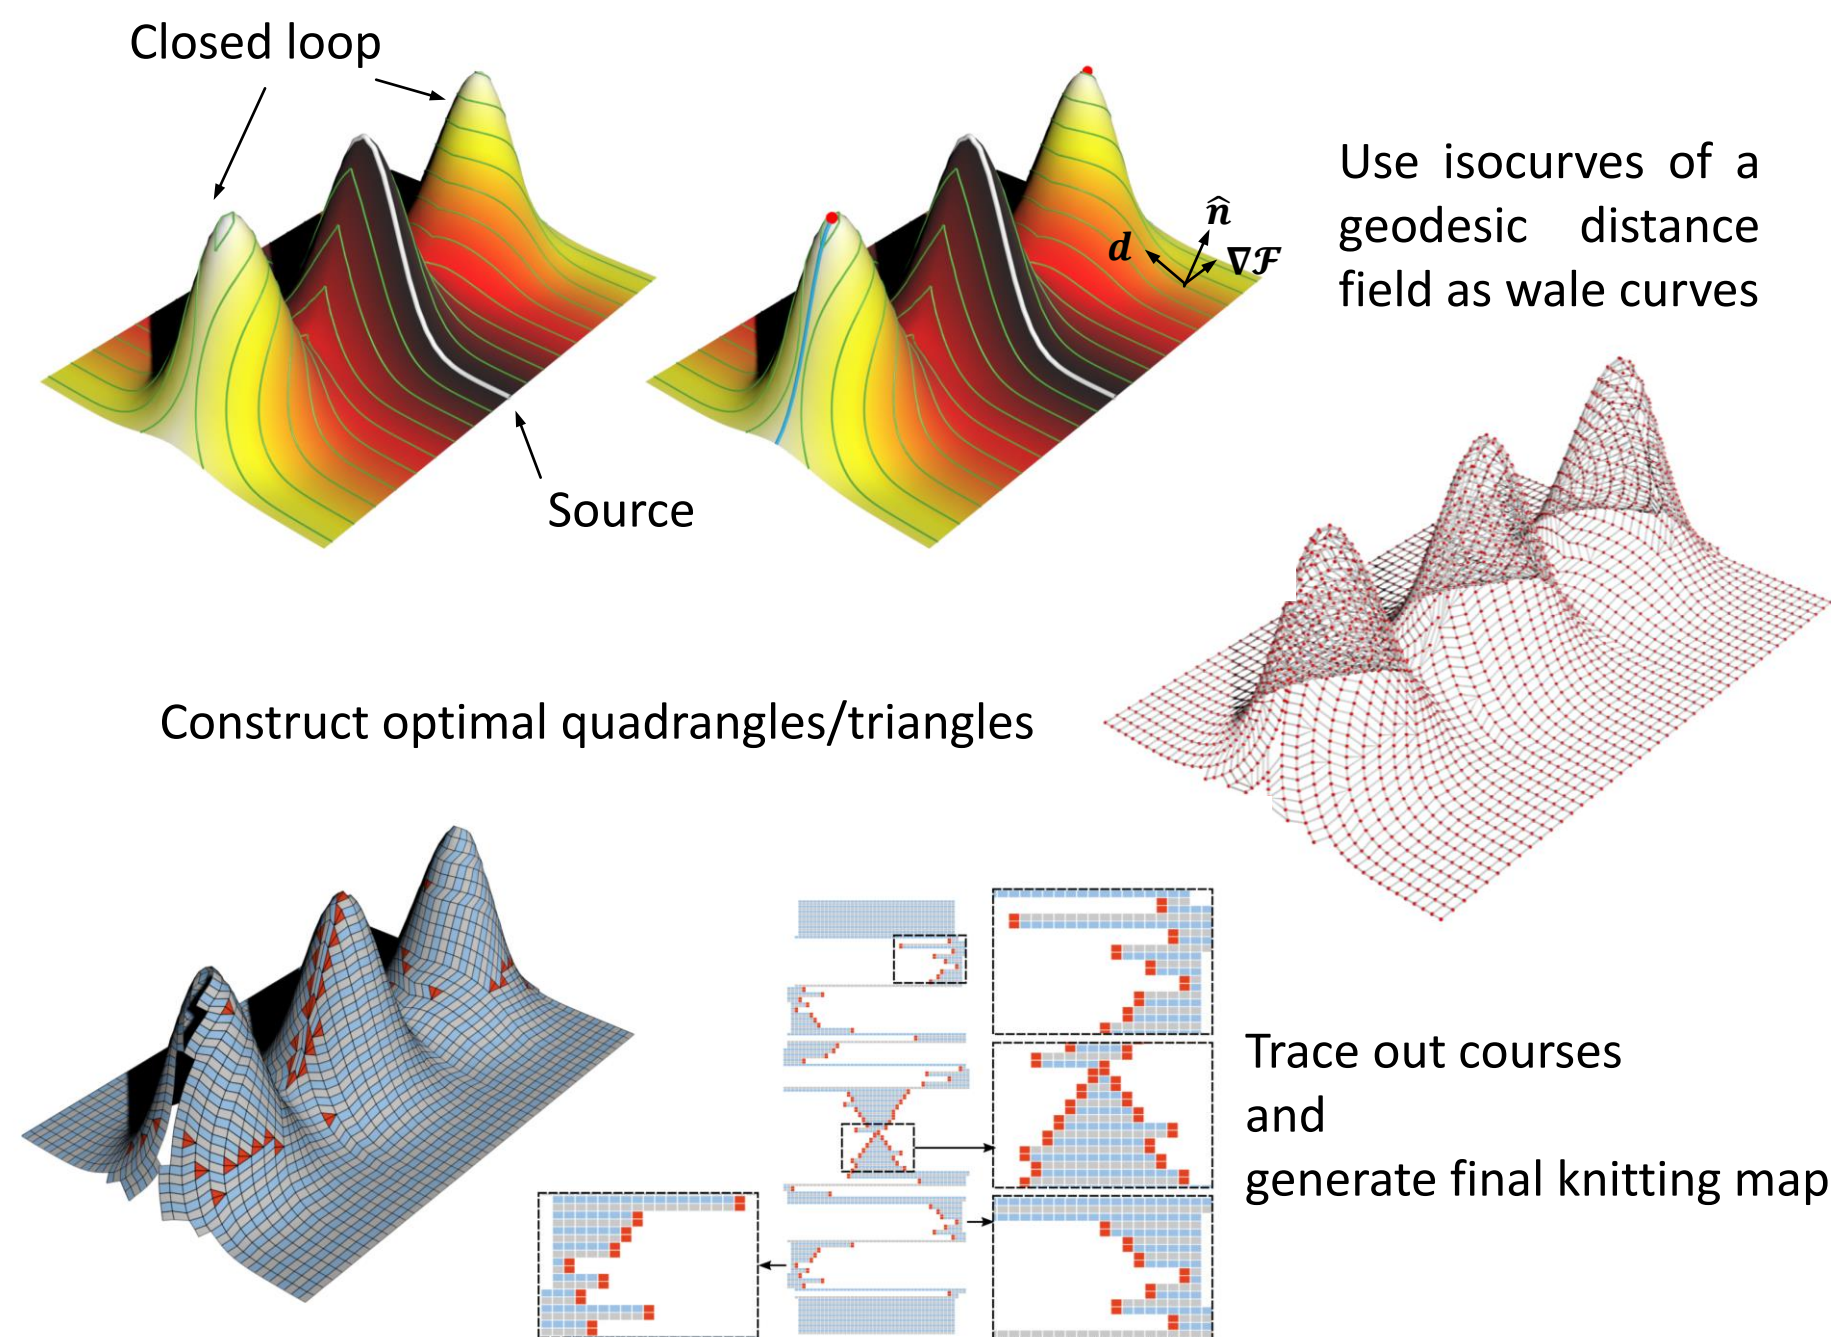 Closed loop
Use isocurves of a
geodesic distance
field as wale curves
n̂
d
∇ℱ
Source
Construct optimal quadrangles/triangles
Trace out courses
and
generate final knitting map